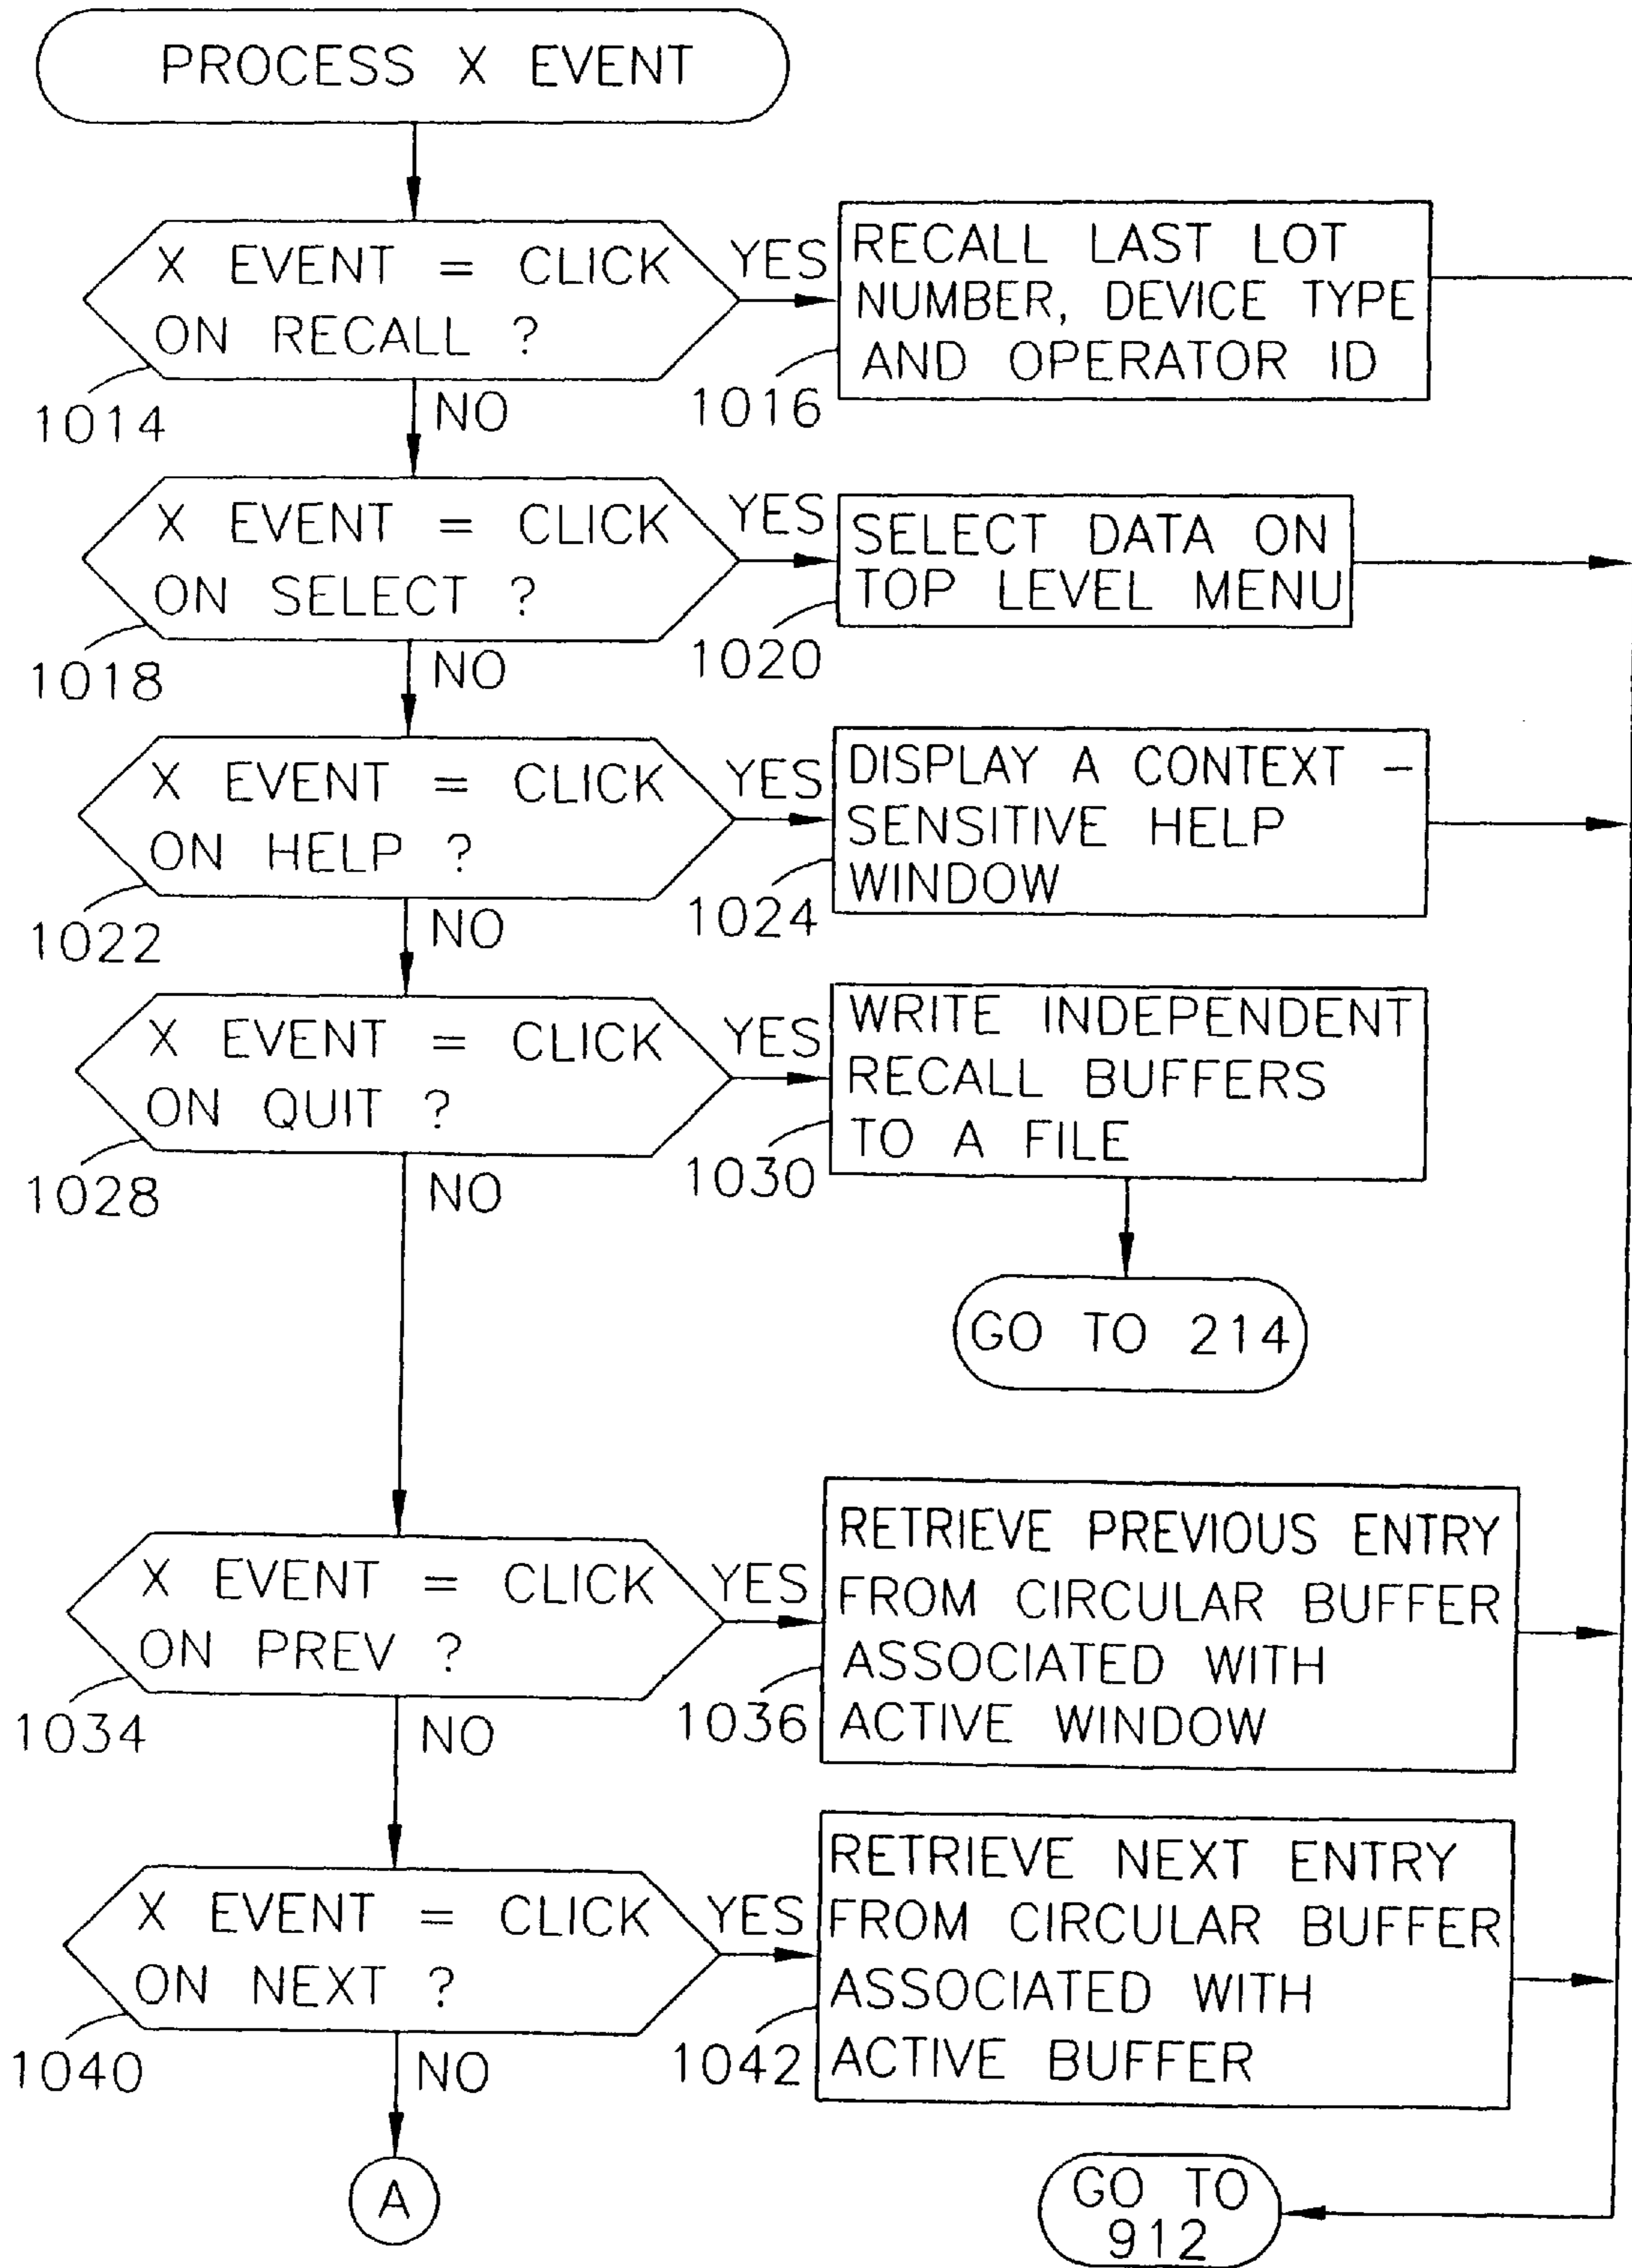 PROCESS X EVENT
X EVENT = CLICK
ON RECALL ?
1014
YES
NO
RECALL LAST LOT
NUMBER, DEVICE TYPE
AND OPERATOR ID
1016
X EVENT = CLICK
ON SELECT ?
1018
YES
NO
SELECT DATA ON
TOP LEVEL MENU
1020
X EVENT = CLICK
ON HELP ?
1022
YES
NO
DISPLAY A CONTEXT -
SENSITIVE HELP
WINDOW
1024
X EVENT = CLICK
ON QUIT ?
1028
YES
NO
WRITE INDEPENDENT
RECALL BUFFERS
TO A FILE
1030
GO TO 214
X EVENT = CLICK
ON PREV ?
1034
YES
NO
RETRIEVE PREVIOUS ENTRY
FROM CIRCULAR BUFFER
ASSOCIATED WITH
ACTIVE WINDOW
1036
X EVENT = CLICK
ON NEXT ?
1040
YES
NO
RETRIEVE NEXT ENTRY
FROM CIRCULAR BUFFER
ASSOCIATED WITH
ACTIVE BUFFER
1042
A
GO TO
912